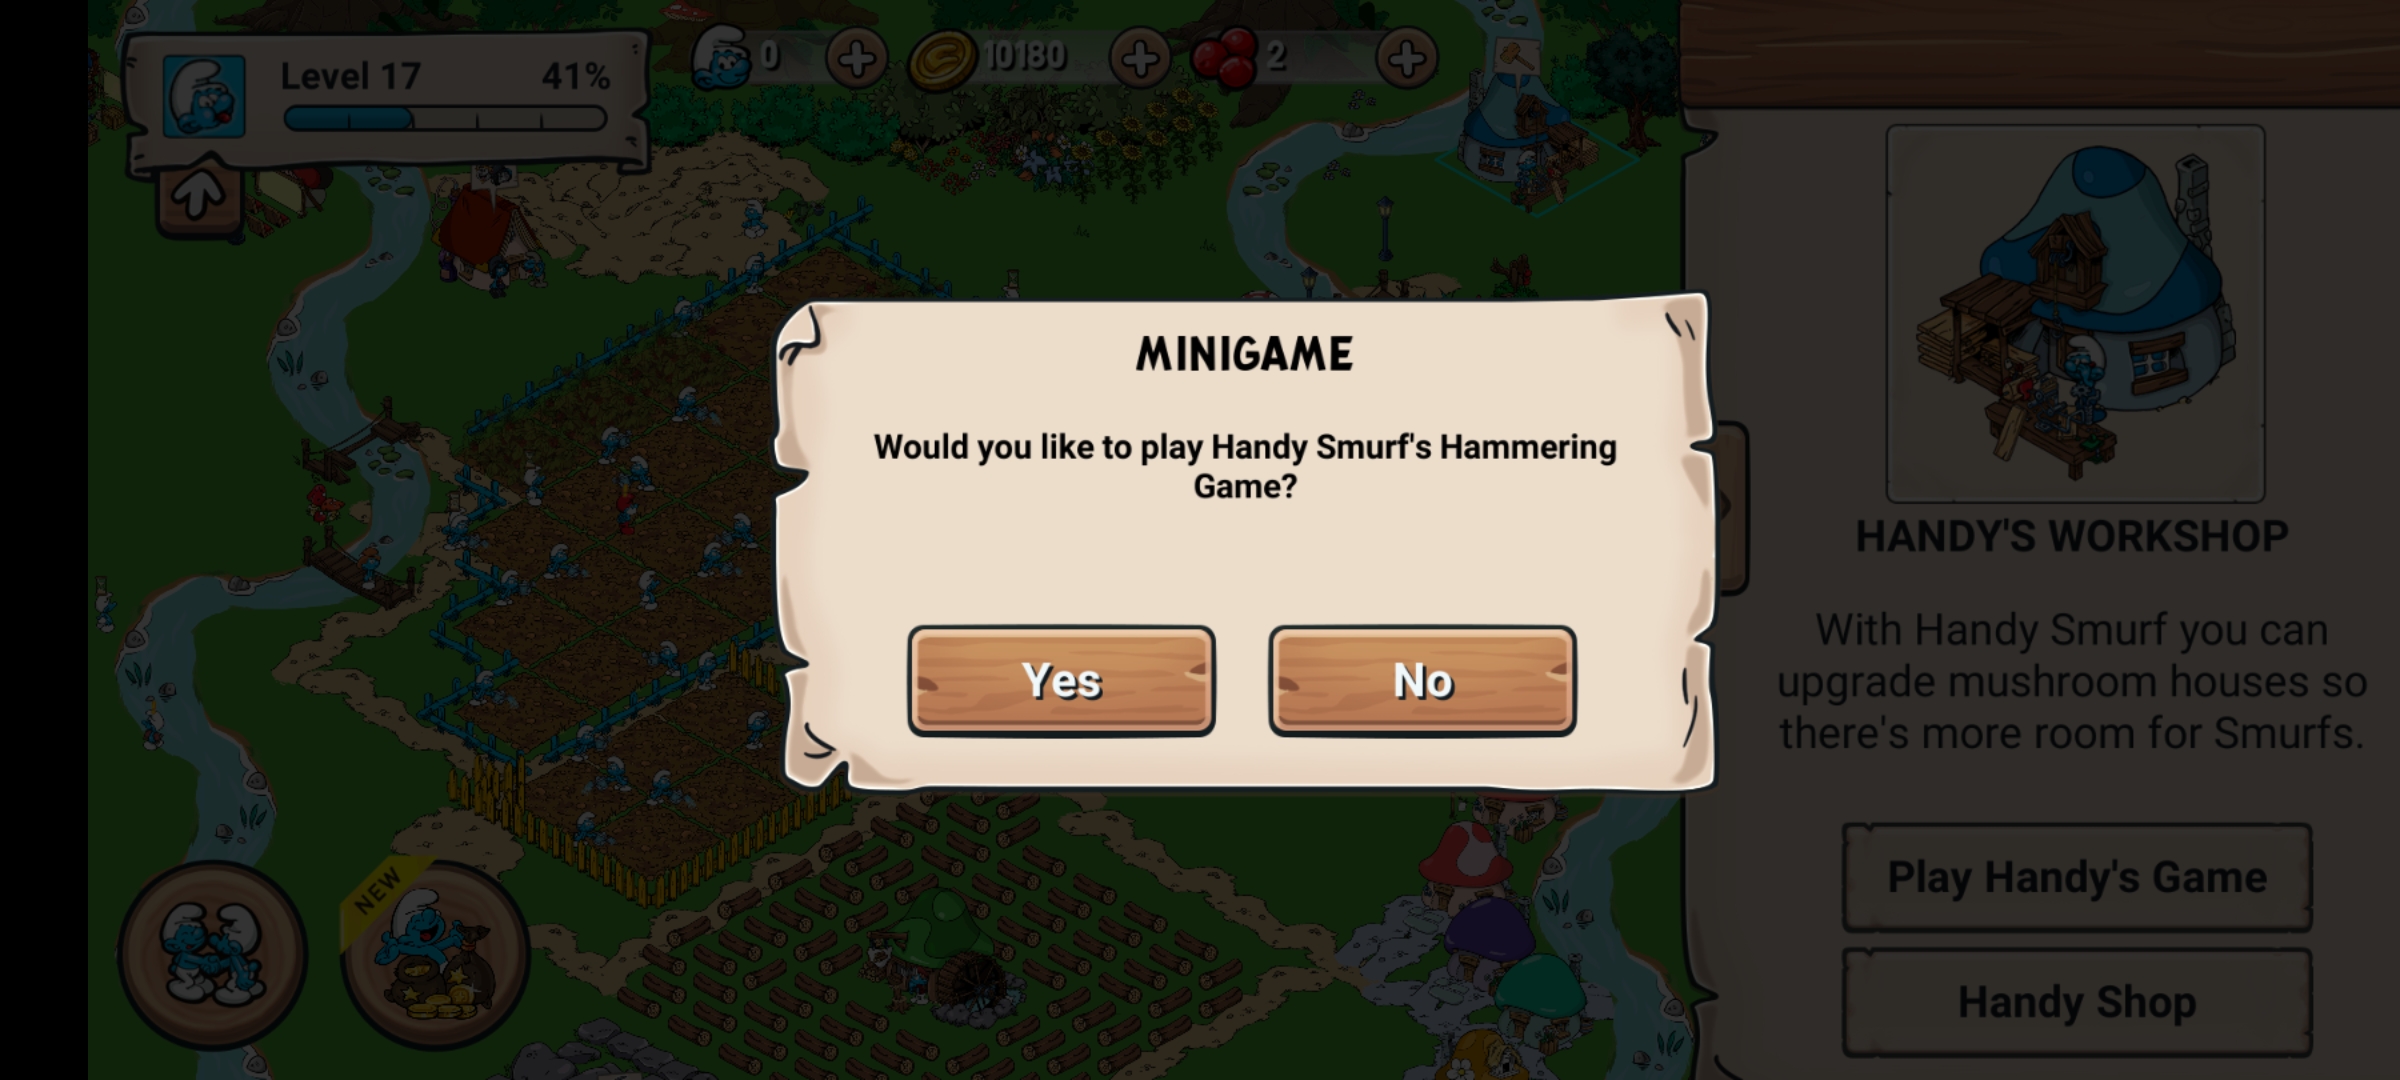 Level 17 41%
0
10180
2
MINIGAME
Would you like to play Handy Smurf's Hammering
Game?
Yes
No
HANDY'S WORKSHOP
With Handy Smurf you can
upgrade mushroom houses so
there's more room for Smurfs.
Play Handy's Game
Handy Shop
NEW